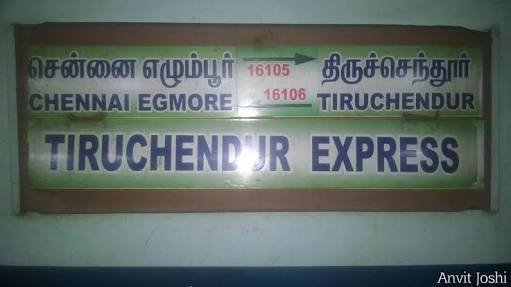 சென்னை எழும்பூர் 16105 திருச்செந்தூர்
CHENNAI EGMORE 16106 TIRUCHENDUR
TIRUCHENDUR EXPRESS
Anvit Joshi